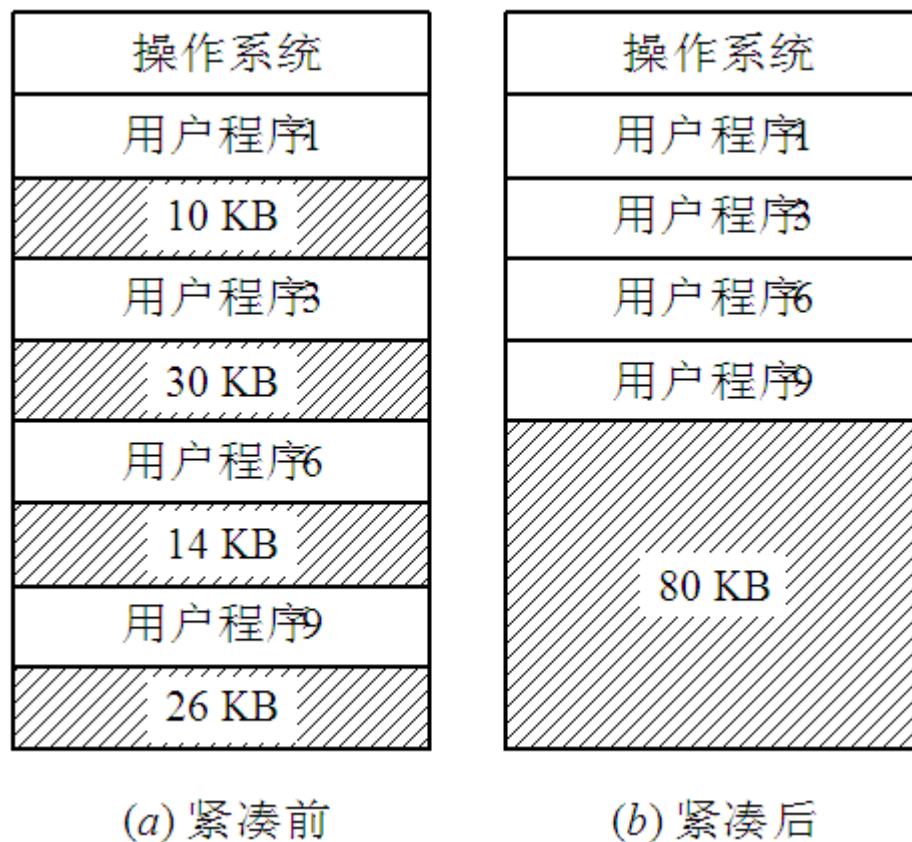 操作系统
用户程序1
10 KB
用户程序3
30 KB
用户程序6
14 KB
用户程序9
26 KB
(a) 紧凑前
操作系统
用户程序1
用户程序3
用户程序6
用户程序9
80 KB
(b) 紧凑后